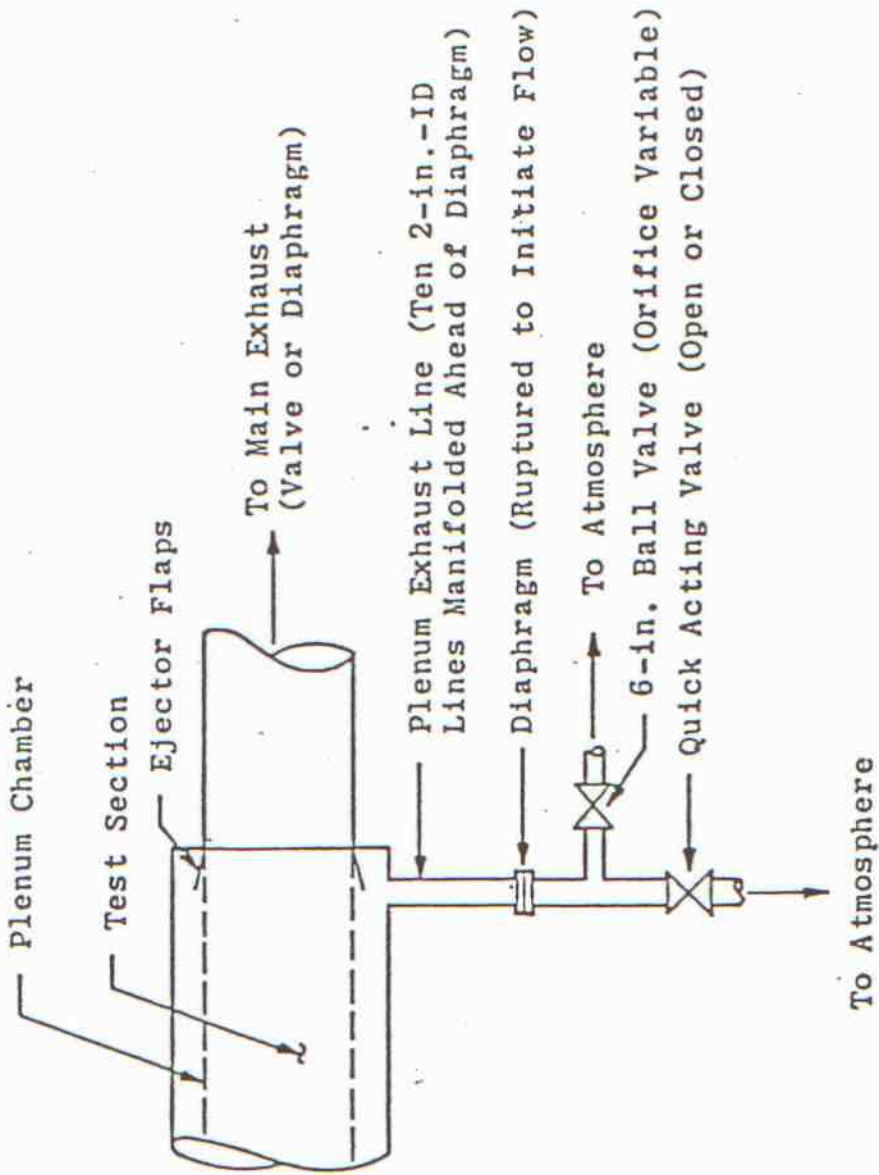 Plenum Chamber
Test Section
Ejector Flaps
To Main Exhaust
(Valve or Diaphragm)
Plenum Exhaust Line (Ten 2-in.-ID
Lines Manifolded Ahead of Diaphragm)
Diaphragm (Ruptured to Initiate Flow)
To Atmosphere
6-in. Ball Valve (Orifice Variable)
Quick Acting Valve (Open or Closed)
To Atmosphere